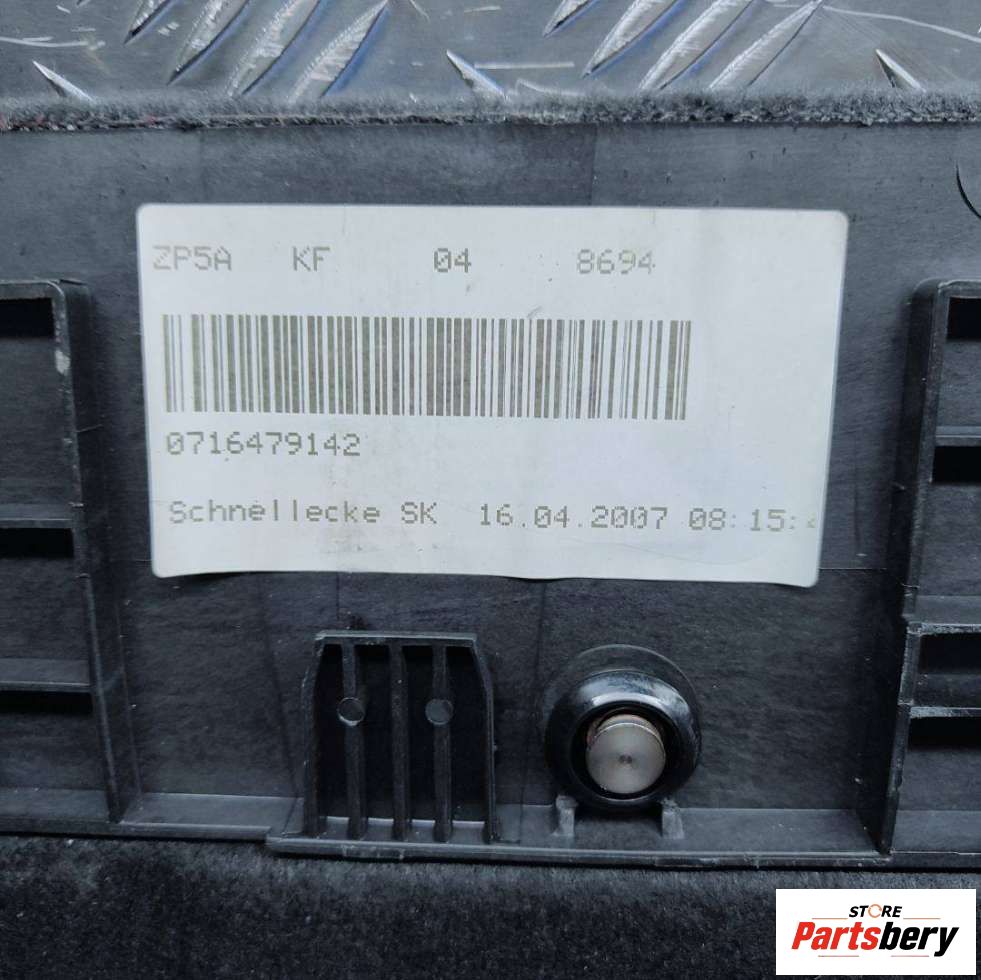 ZP5A KF 04 8694
0716479142
Schnellecke SK 16.04.2007 08:15:
STORE
Partsbery